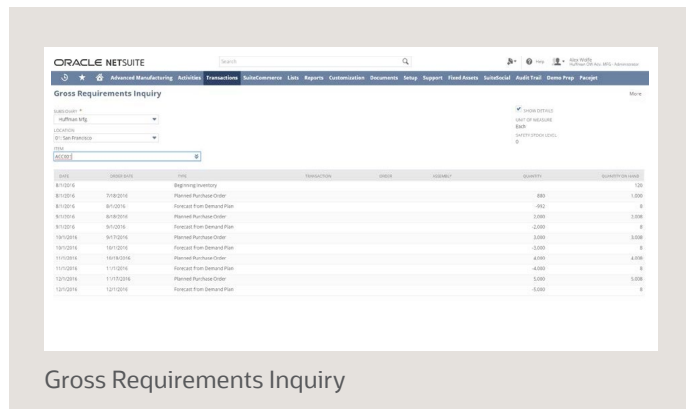 ORACLE NETSUITE
Search
Help
Alex Wolfe
Huffman Mfg - Administrator
Advanced Manufacturing Activities Transactions SuiteCommerce Lists Reports Customization Documents Setup Support Fixed Assets SuiteSocial Audit Trail Demo Prep Pacejet
Gross Requirements Inquiry
More
SUBSIDIARY *
Huffman Mfg.
LOCATION
01: San Francisco
ITEM
ACC001
SHOW DETAILS
UNIT OF MEASURE
Each
SAFETY STOCK LEVEL
0
DATE ORDER DATE TYPE TRANSACTION ORDER ASSEMBLY QUANTITY QUANTITY ON HAND
8/1/2016 Beginning Inventory 120
8/1/2016 7/18/2016 Planned Purchase Order 880 1,000
8/1/2016 8/1/2016 Forecast from Demand Plan -992 8
9/1/2016 8/18/2016 Planned Purchase Order 2,008
9/1/2016 9/1/2016 Forecast from Demand Plan -2,000 8
10/1/2016 9/17/2016 Planned Purchase Order 3,000 3,008
10/1/2016 10/1/2016 Forecast from Demand Plan -3,000 8
11/1/2016 10/18/2016 Planned Purchase Order 4,000 4,008
11/1/2016 11/1/2016 Forecast from Demand Plan -4,000 8
12/1/2016 11/17/2016 Planned Purchase Order 5,000 5,008
12/1/2016 12/1/2016 Forecast from Demand Plan -5,000 8
Gross Requirements Inquiry